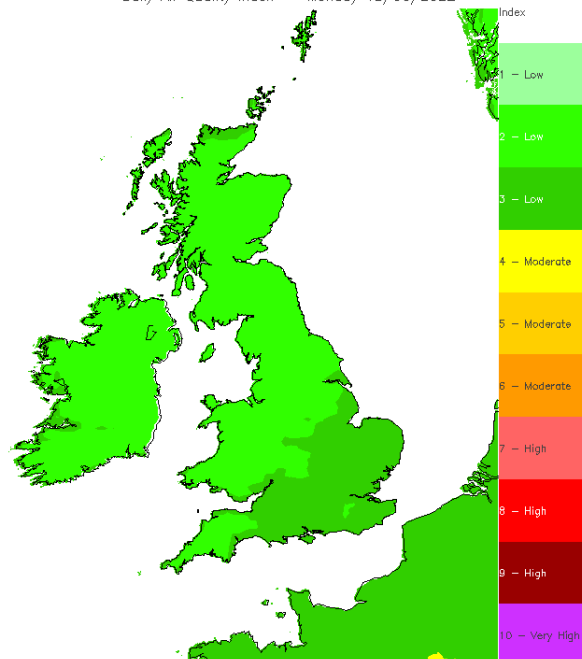 Index
1 - Low
2 - Low
3 - Low
4 - Moderate
5 - Moderate
6 - Moderate
7 - High
8 - High
9 - High
10 - Very High